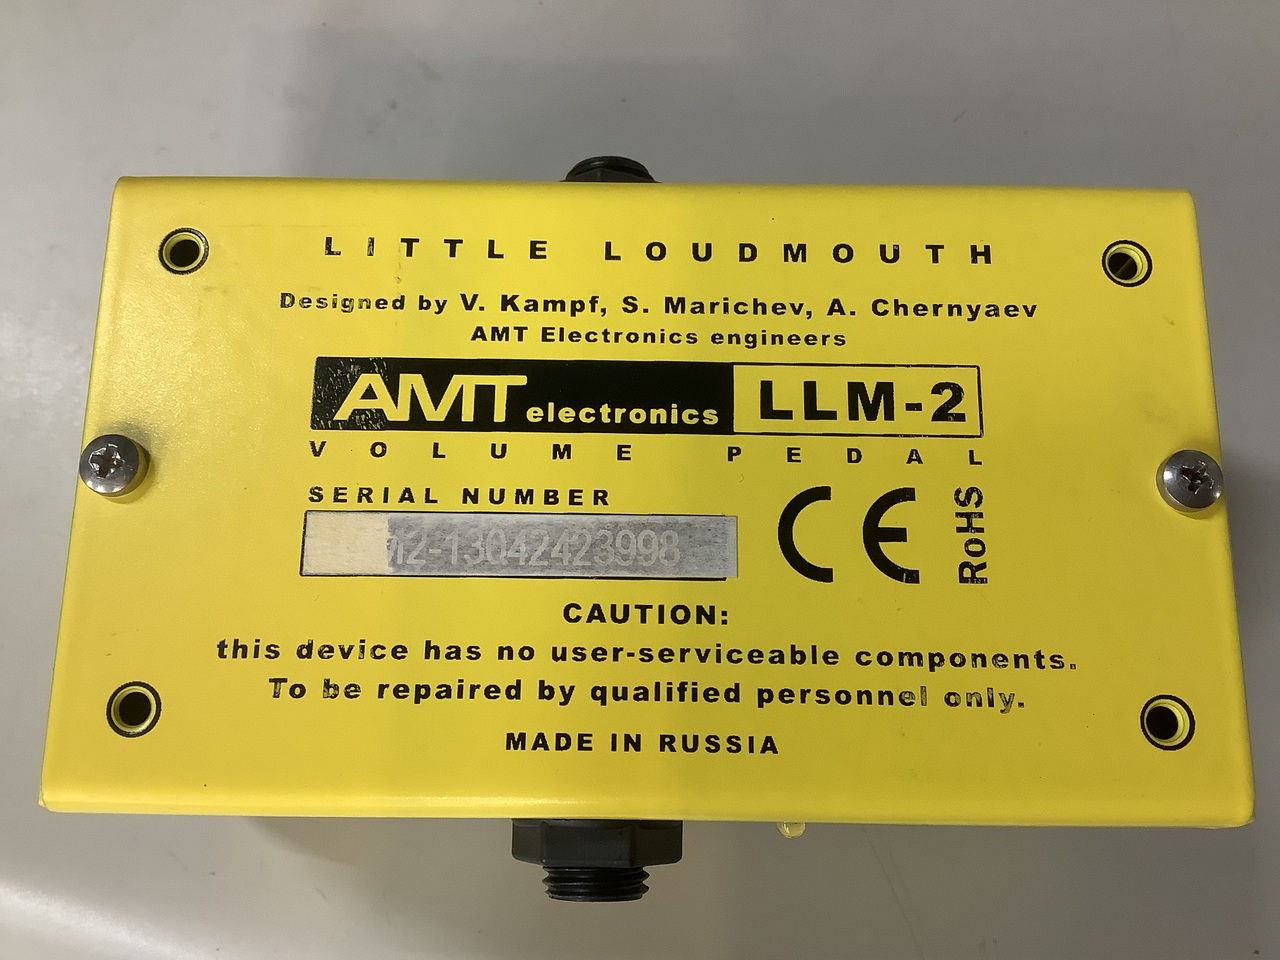 LITTLE LOUDMOUTH
Designed by V. Kampf, S. Marichev, A. Chernyaev
AMT Electronics engineers
AMT electronics LLM-2
VOLUME PEDAL
SERIAL NUMBER
M2-13042423998
CE RoHS
CAUTION:
this device has no user-serviceable components.
To be repaired by qualified personnel only.
MADE IN RUSSIA